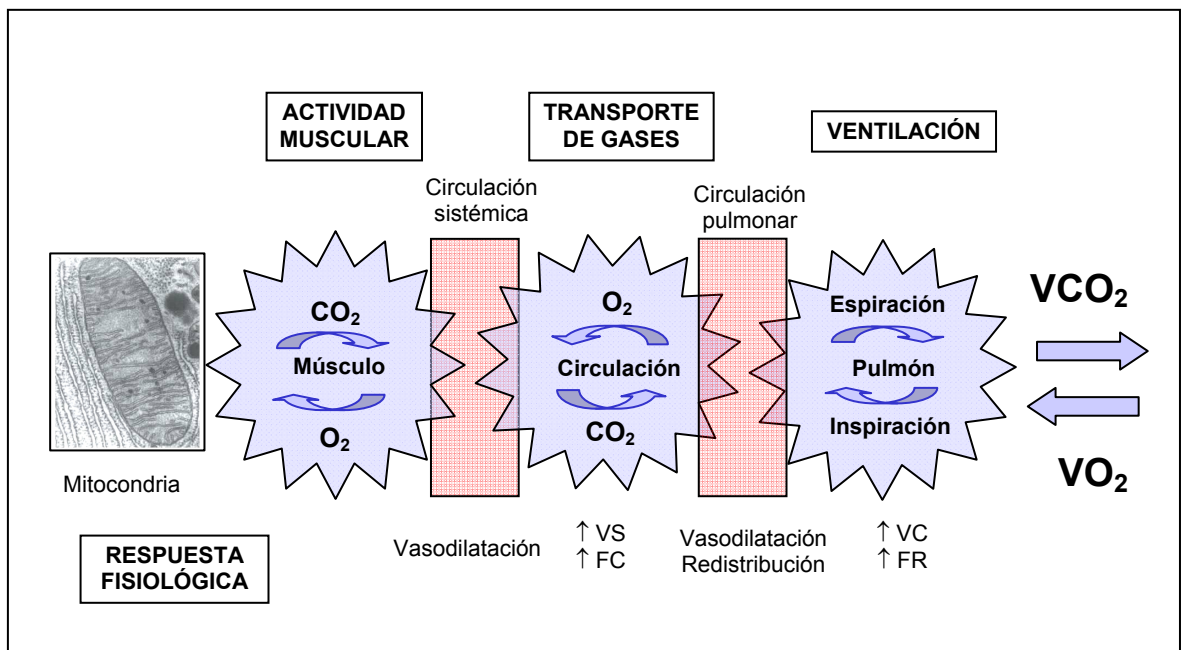 ACTIVIDAD
MUSCULAR
TRANSPORTE
DE GASES
VENTILACIÓN
Circulación
sistémica
Circulación
pulmonar
CO₂
Músculo
O₂
O₂
Circulación
CO₂
Espiración
Pulmón
Inspiración
VCO₂
VO₂
Mitocondria
RESPUESTA
FISIOLÓGICA
Vasodilatación
↑ VS
↑ FC
Vasodilatación
Redistribución
↑ VC
↑ FR